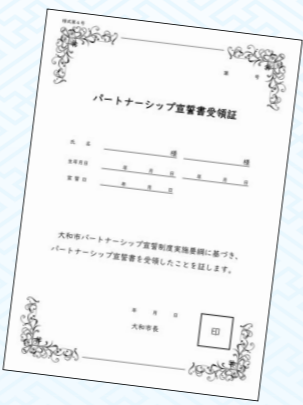 様式第4号
第 号
パートナーシップ宣誓書受領証
氏 名 様 様
生年月日 年 月 日 年 月 日
宣 誓 日 年 月 日
大和市パートナーシップ宣誓制度実施要綱に基づき、
パートナーシップ宣誓書を受領したことを証します。
年 月 日
大和市長 印